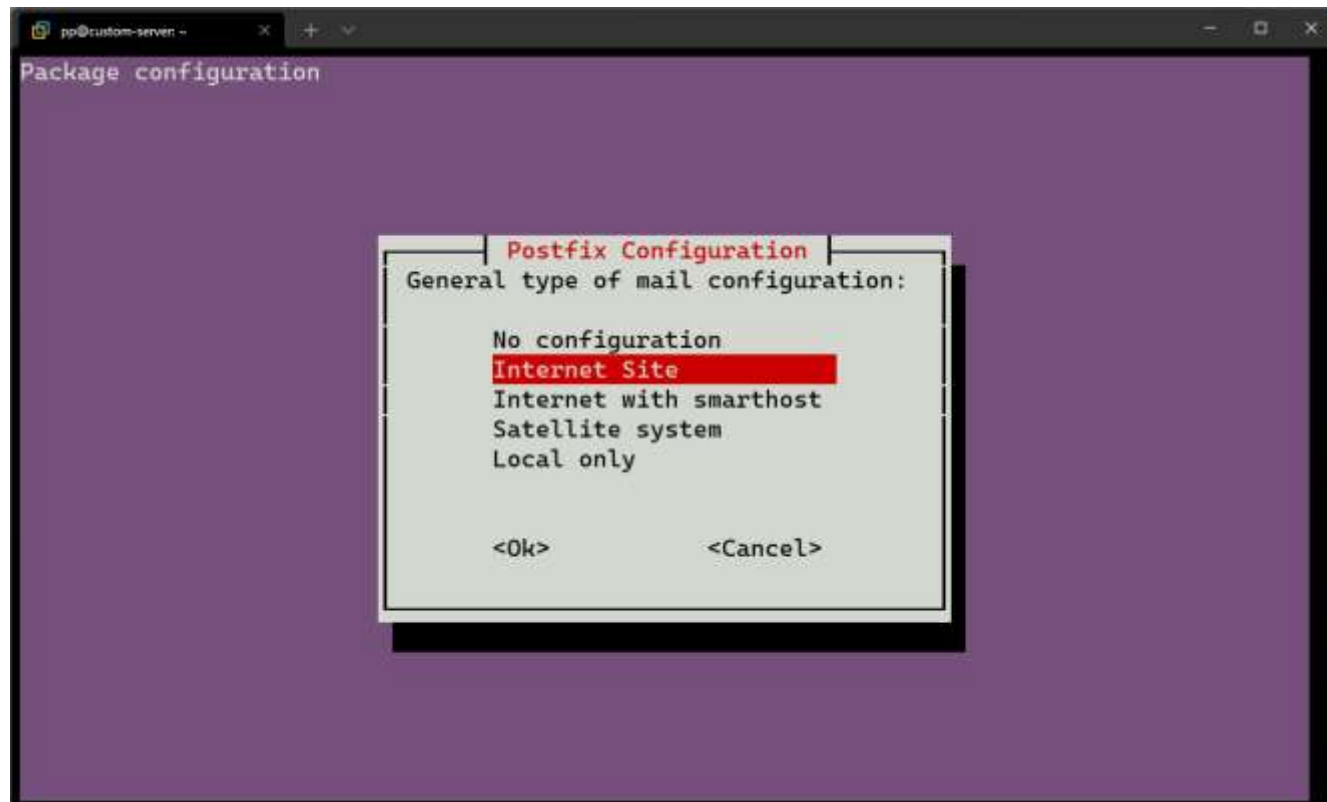 pp@custom-server: ~
Package configuration
Postfix Configuration
General type of mail configuration:
No configuration
Internet Site
Internet with smarthost
Satellite system
Local only
<Ok> <Cancel>